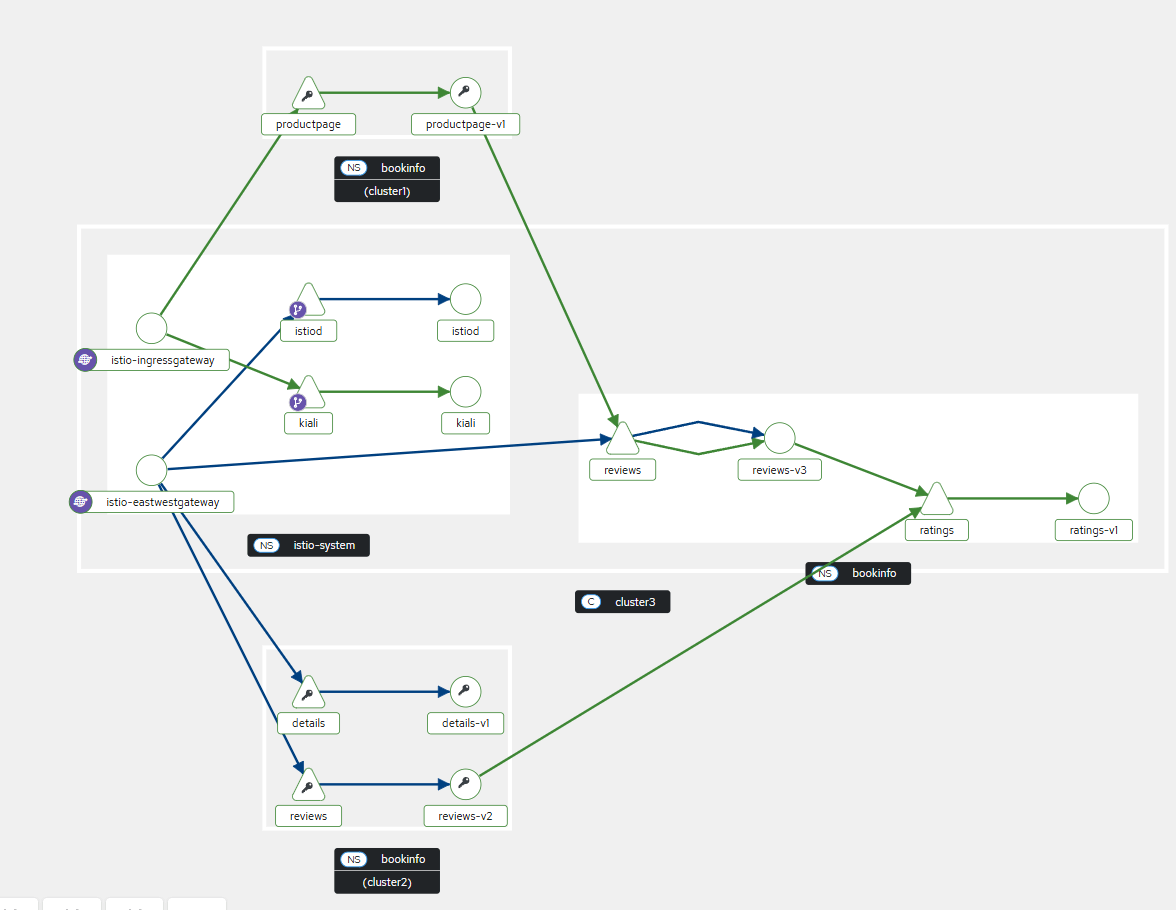 productpage
productpage-v1
NS bookinfo
(cluster1)
istiod
istiod
istio-ingressgateway
kiali
kiali
reviews
reviews-v3
istio-eastwestgateway
ratings
ratings-v1
NS istio-system
NS bookinfo
C cluster3
details
details-v1
reviews
reviews-v2
NS bookinfo
(cluster2)